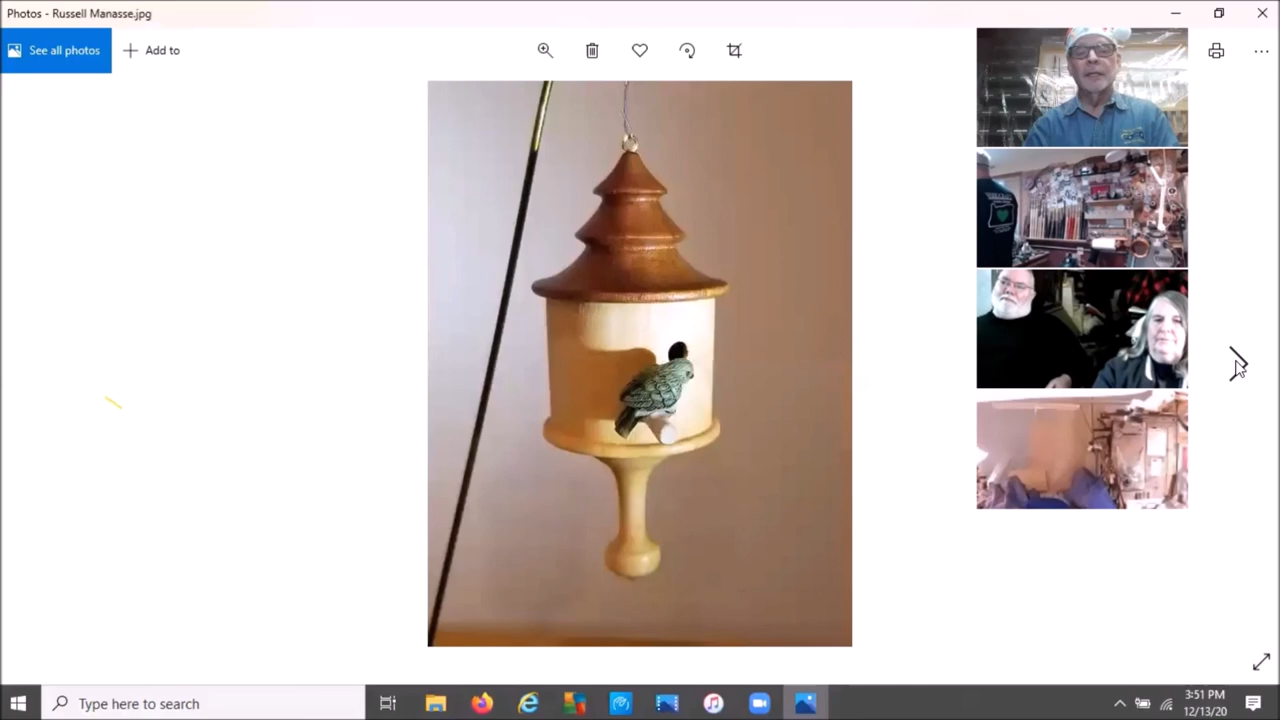 Photos - Russell Manasse.jpg
See all photos
Add to
Type here to search
3:51 PM
12/13/20